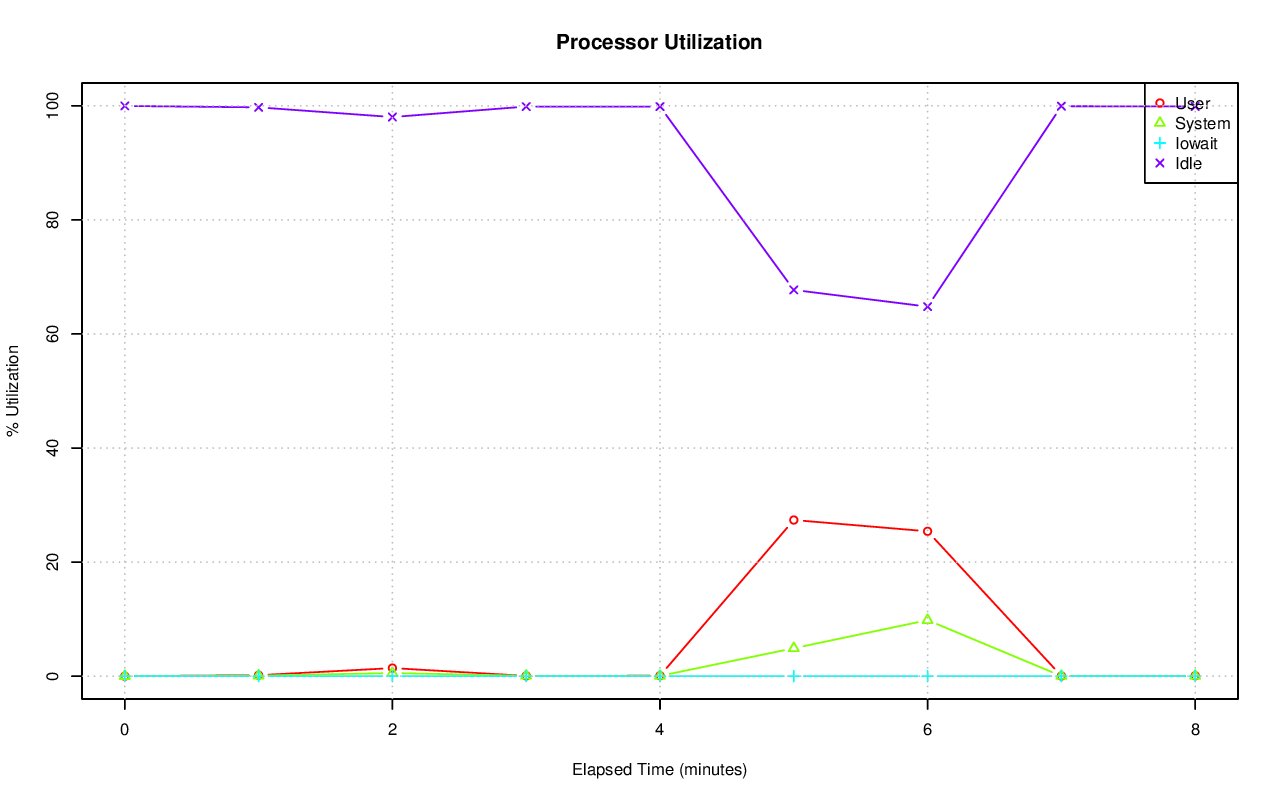 Processor Utilization
% Utilization
100
80
60
40
20
0
User
System
Iowait
Idle
0 2 4 6 8
Elapsed Time (minutes)